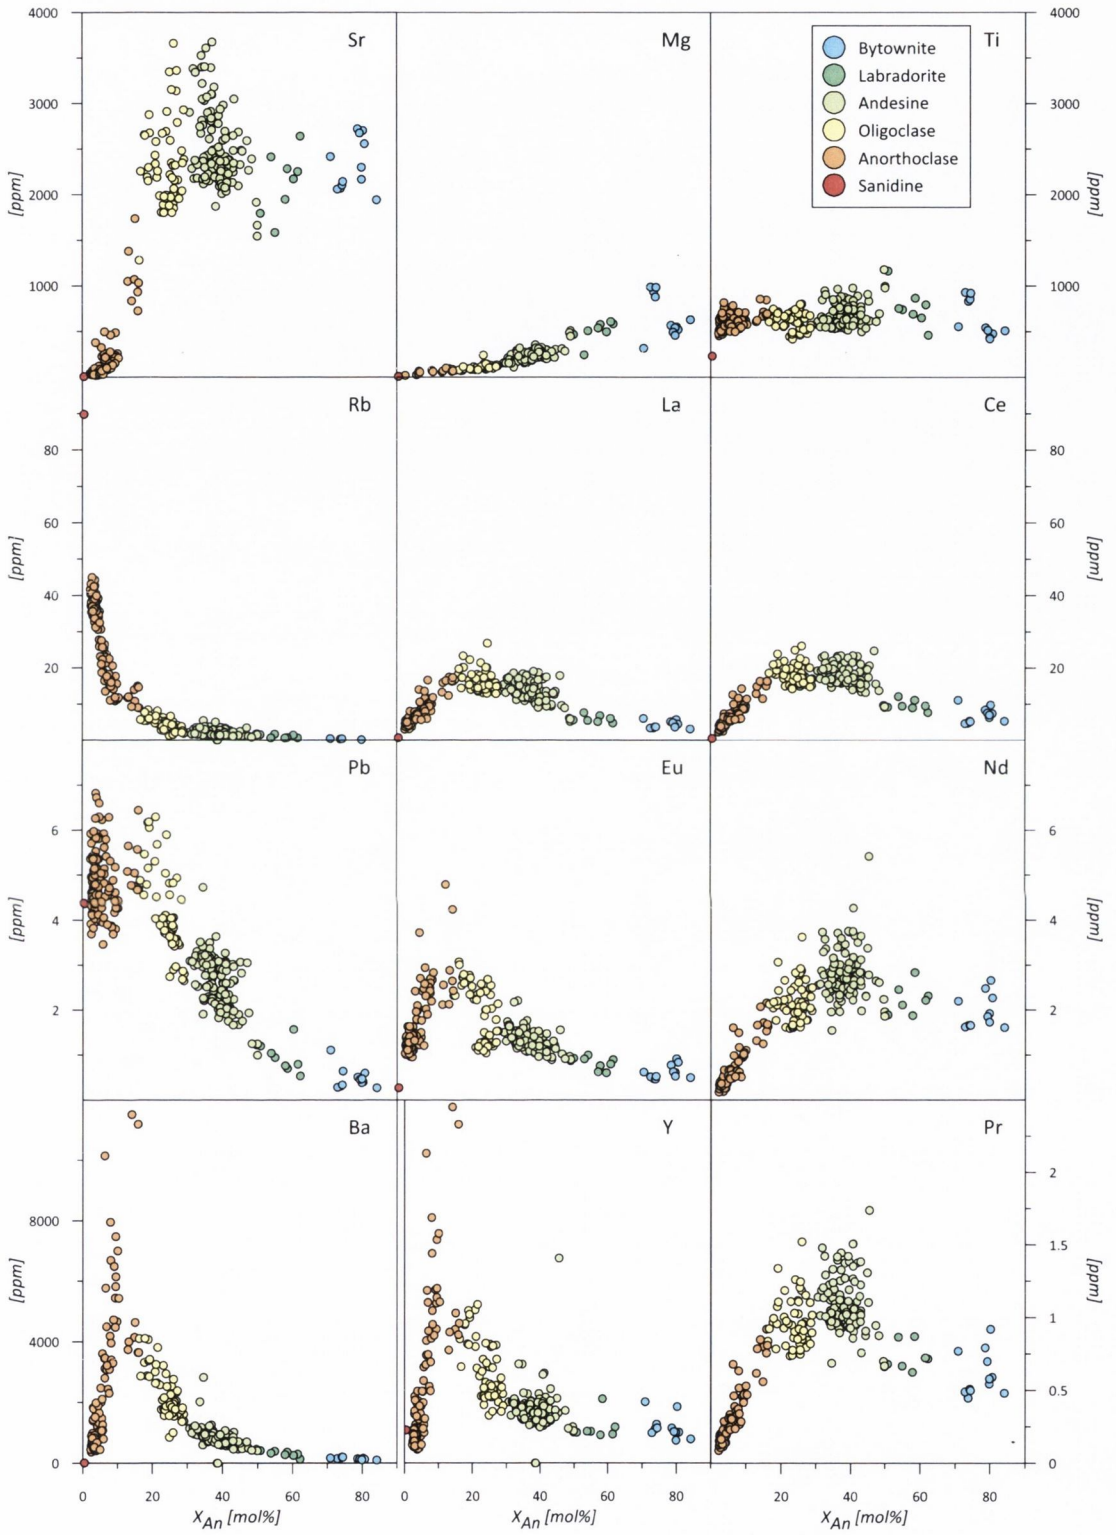 4000
3000
2000
1000
[ppm]
Sr
Mg
Ti
Bytownite
Labradorite
Andesine
Oligoclase
Anorthoclase
Sanidine
4000
3000
2000
1000
[ppm]
80
60
40
20
[ppm]
Rb
La
Ce
80
60
40
20
[ppm]
6
4
2
[ppm]
Pb
Eu
Nd
6
4
2
[ppm]
8000
4000
0
[ppm]
Ba
Y
Pr
2
1.5
1
0.5
0
[ppm]
0 20 40 60 80
0 20 40 60 80
0 20 40 60 80
XAn [mol%]
XAn [mol%]
XAn [mol%]